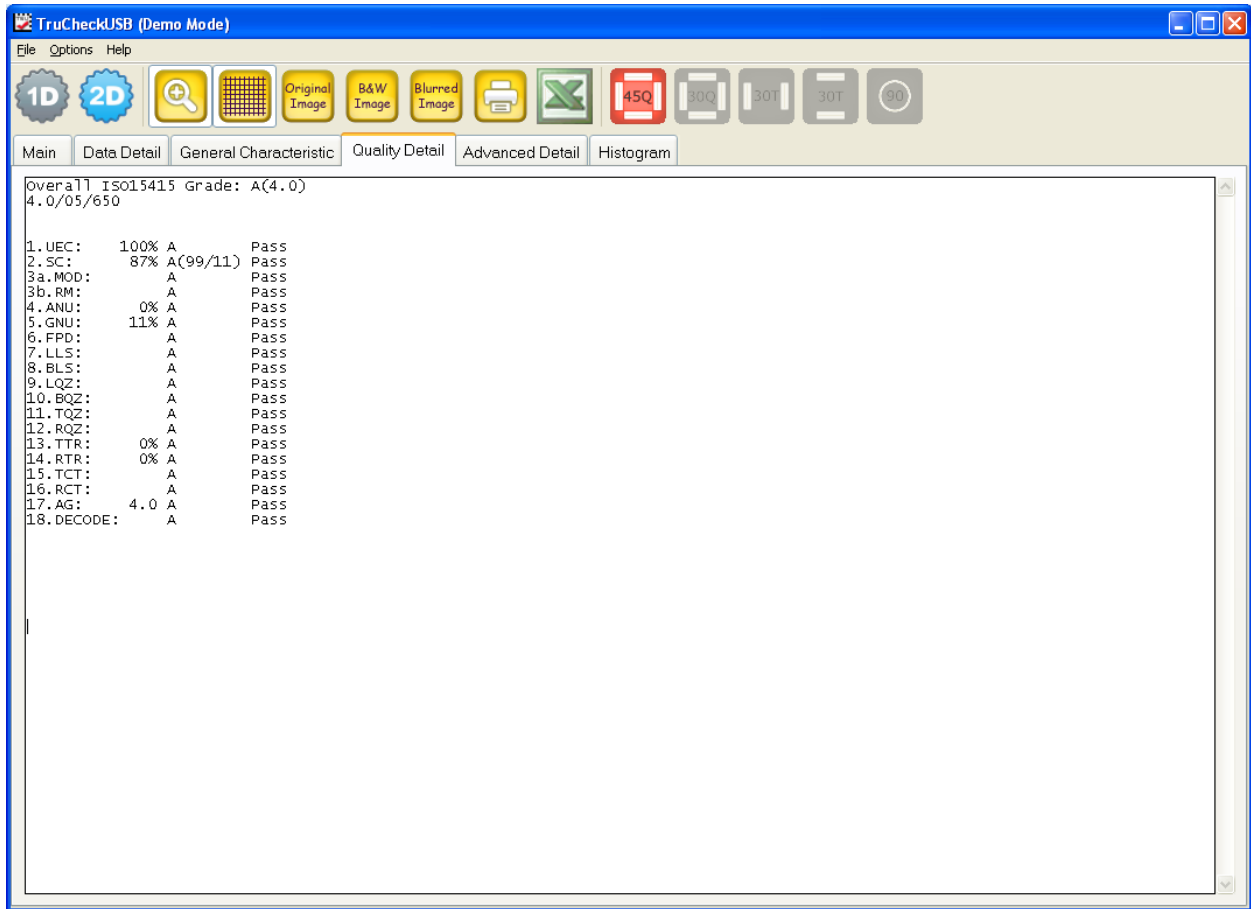 TruCheckUSB (Demo Mode)
File Options Help
1D 2D Original Image B&W Image Blurred Image 45Q 30Q 30T 30T 90
Main Data Detail General Characteristic Quality Detail Advanced Detail Histogram
Overall ISO15415 Grade: A(4.0)
4.0/05/650
1.UEC: 100% A Pass
2.SC: 87% A(99/11) Pass
3a.MOD: A Pass
3b.RM: A Pass
4.ANU: 0% A Pass
5.GNU: 11% A Pass
6.FPD: A Pass
7.LLS: A Pass
8.BLS: A Pass
9.LQZ: A Pass
10.BQZ: A Pass
11.TQZ: A Pass
12.RQZ: A Pass
13.TTR: 0% A Pass
14.RTR: 0% A Pass
15.TCT: A Pass
16.RCT: A Pass
17.AG: 4.0 A Pass
18.DECODE: A Pass